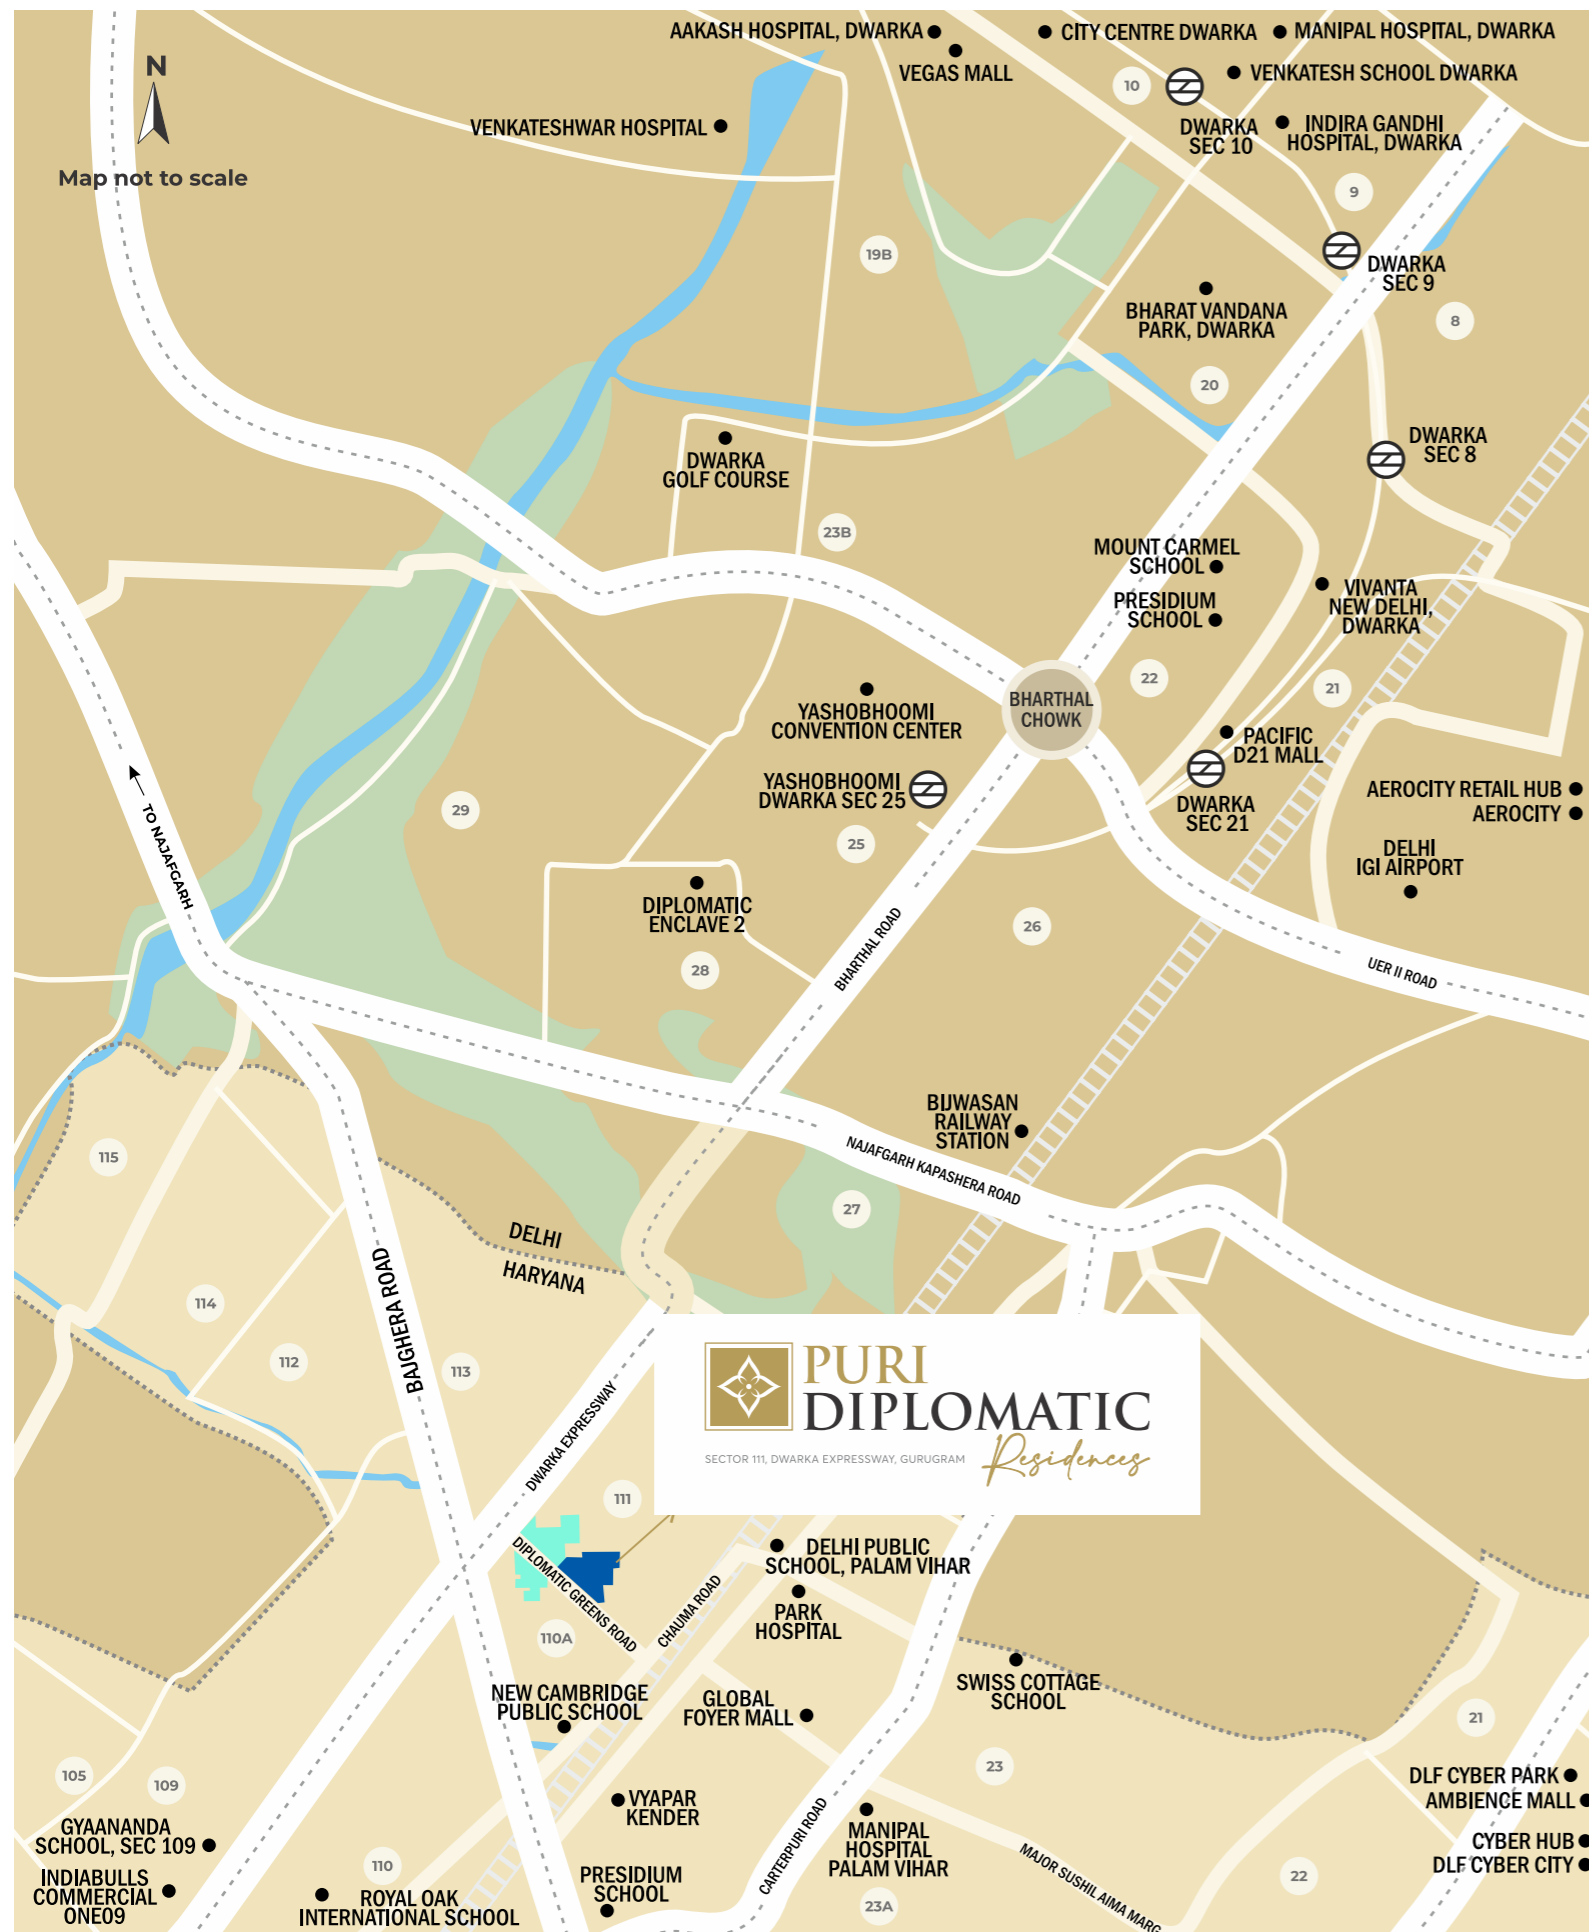 AAKASH HOSPITAL, DWARKA
CITY CENTRE DWARKA
MANIPAL HOSPITAL, DWARKA
VEGAS MALL
VENKATESH SCHOOL DWARKA
N
Map not to scale
VENKATESHWAR HOSPITAL
10
DWARKA
SEC 10
INDIRA GANDHI
HOSPITAL, DWARKA
9
19B
DWARKA
SEC 9
BHARAT VANDANA
PARK, DWARKA
8
20
DWARKA
GOLF COURSE
DWARKA
SEC 8
23B
MOUNT CARMEL
SCHOOL
PRESIDIUM
SCHOOL
VIVANTA
NEW DELHI,
DWARKA
22
21
BHARTHAL
CHOWK
YASHOBHOOMI
CONVENTION CENTER
PACIFIC
D21 MALL
YASHOBHOOMI
DWARKA SEC 25
DWARKA
SEC 21
AEROCITY RETAIL HUB
AEROCITY
TO NAJAFGARH
29
25
DELHI
IGI AIRPORT
DIPLOMATIC
ENCLAVE 2
28
BHARTHAL ROAD
26
UER II ROAD
BIJWASAN
RAILWAY
STATION
NAJAFGARH KAPASHERA ROAD
115
27
DELHI
HARYANA
BAJGHERA ROAD
114
112
113
PURI
DIPLOMATIC
Residences
SECTOR 111, DWARKA EXPRESSWAY, GURUGRAM
DWARKA EXPRESSWAY
111
DIPLOMATIC GREENS ROAD
DELHI PUBLIC
SCHOOL, PALAM VIHAR
CHAUMA ROAD
PARK
HOSPITAL
110A
NEW CAMBRIDGE
PUBLIC SCHOOL
GLOBAL
FOYER MALL
SWISS COTTAGE
SCHOOL
21
105
109
23
DLF CYBER PARK
AMBIENCE MALL
VYAPAR
KENDER
GYAANANDA
SCHOOL, SEC 109
MANIPAL
HOSPITAL
PALAM VIHAR
CARTERPURI ROAD
MAJOR SUSHIL AIMA MARG
CYBER HUB
DLF CYBER CITY
INDIABULLS
COMMERCIAL
ONE09
110
ROYAL OAK
INTERNATIONAL SCHOOL
PRESIDIUM
SCHOOL
23A
22